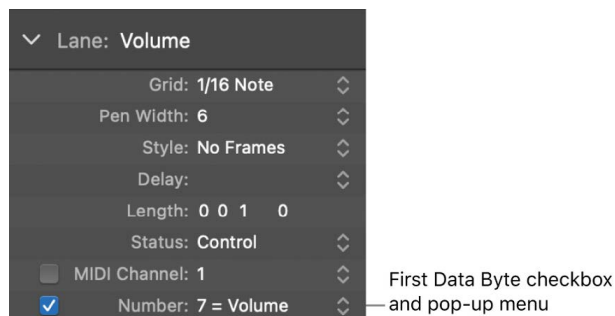 Lane: Volume
Grid: 1/16 Note
Pen Width: 6
Style: No Frames
Delay:
Length: 0 0 1 0
Status: Control
MIDI Channel: 1
Number: 7 = Volume
First Data Byte checkbox
and pop-up menu